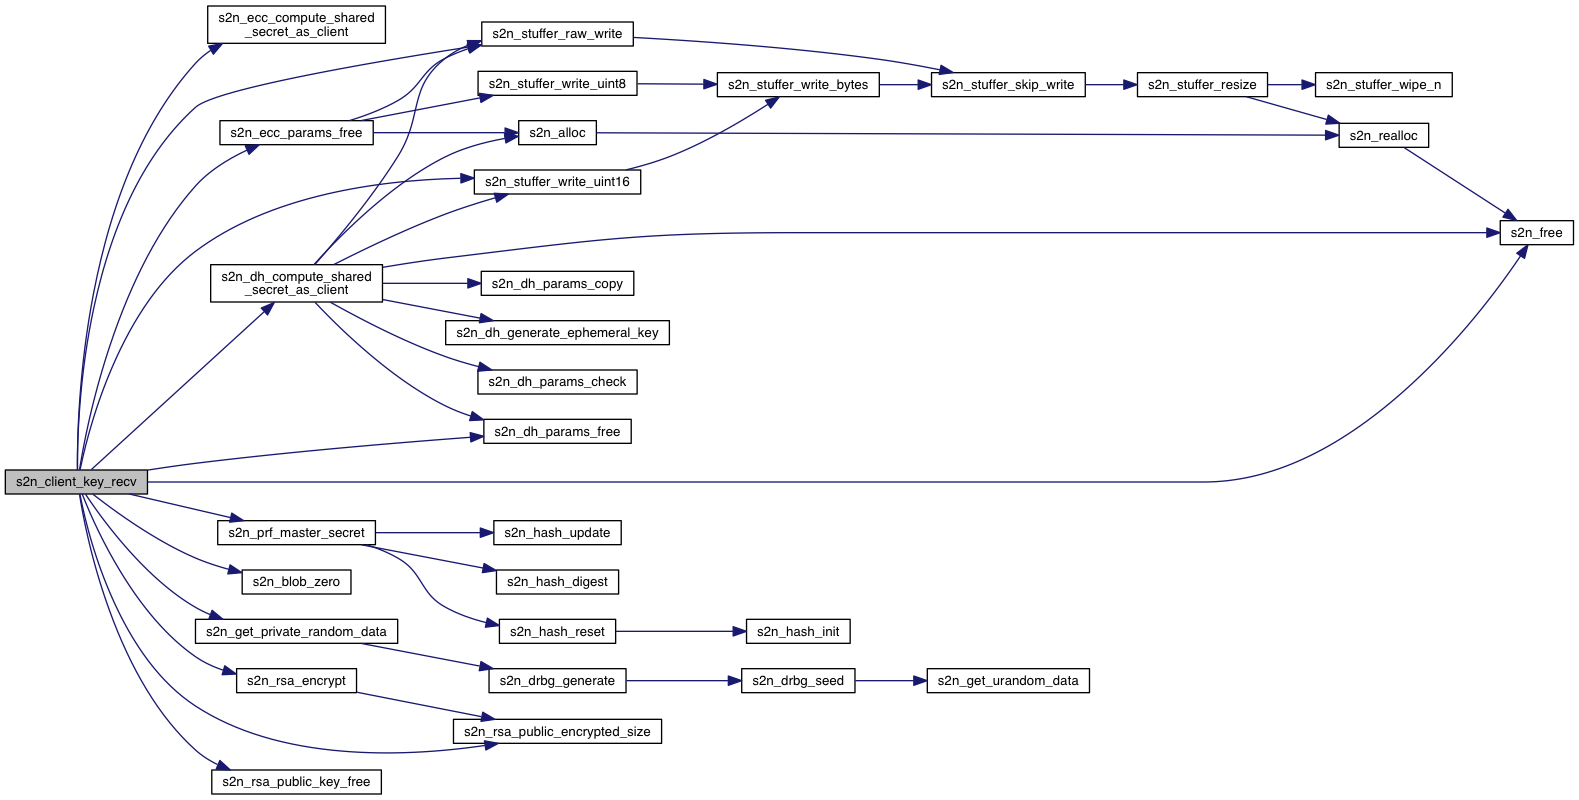 s2n_ecc_compute_shared
_secret_as_client
s2n_stuffer_raw_write
s2n_stuffer_write_uint8
s2n_stuffer_write_bytes
s2n_stuffer_skip_write
s2n_stuffer_resize
s2n_stuffer_wipe_n
s2n_ecc_params_free
s2n_alloc
s2n_realloc
s2n_stuffer_write_uint16
s2n_free
s2n_dh_compute_shared
_secret_as_client
s2n_dh_params_copy
s2n_dh_generate_ephemeral_key
s2n_dh_params_check
s2n_dh_params_free
s2n_client_key_recv
s2n_prf_master_secret
s2n_hash_update
s2n_blob_zero
s2n_hash_digest
s2n_get_private_random_data
s2n_hash_reset
s2n_hash_init
s2n_rsa_encrypt
s2n_drbg_generate
s2n_drbg_seed
s2n_get_urandom_data
s2n_rsa_public_encrypted_size
s2n_rsa_public_key_free